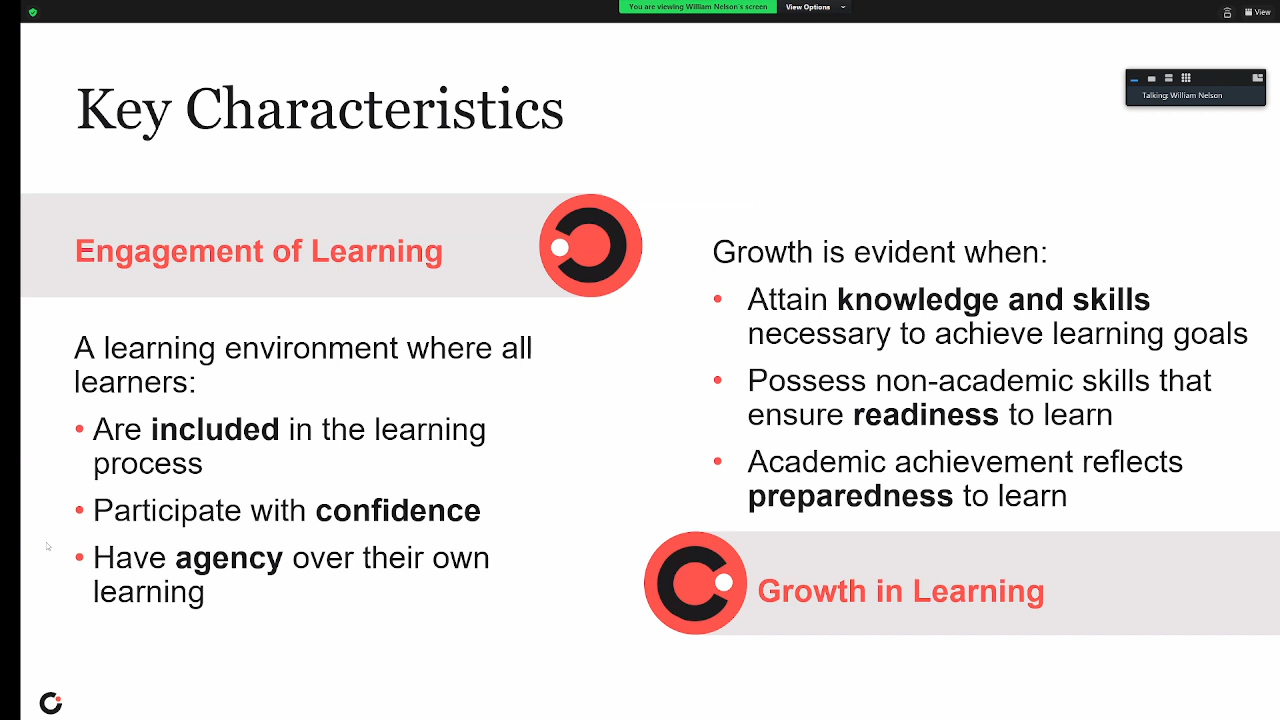 You are viewing William Nelson's screen
View Options
View
Talking: William Nelson
Key Characteristics
Engagement of Learning
A learning environment where all
learners:
• Are included in the learning
process
• Participate with confidence
• Have agency over their own
learning
Growth is evident when:
• Attain knowledge and skills
necessary to achieve learning goals
• Possess non-academic skills that
ensure readiness to learn
• Academic achievement reflects
preparedness to learn
Growth in Learning